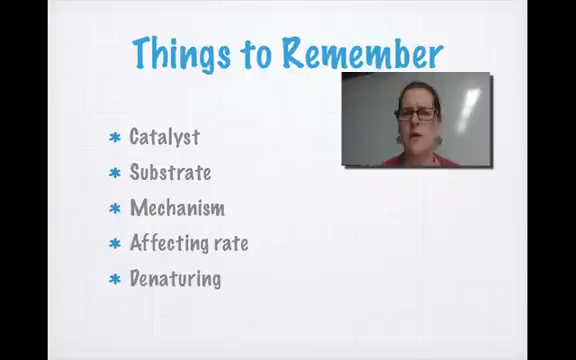 Things to Remember
* Catalyst
* Substrate
* Mechanism
* Affecting rate
* Denaturing